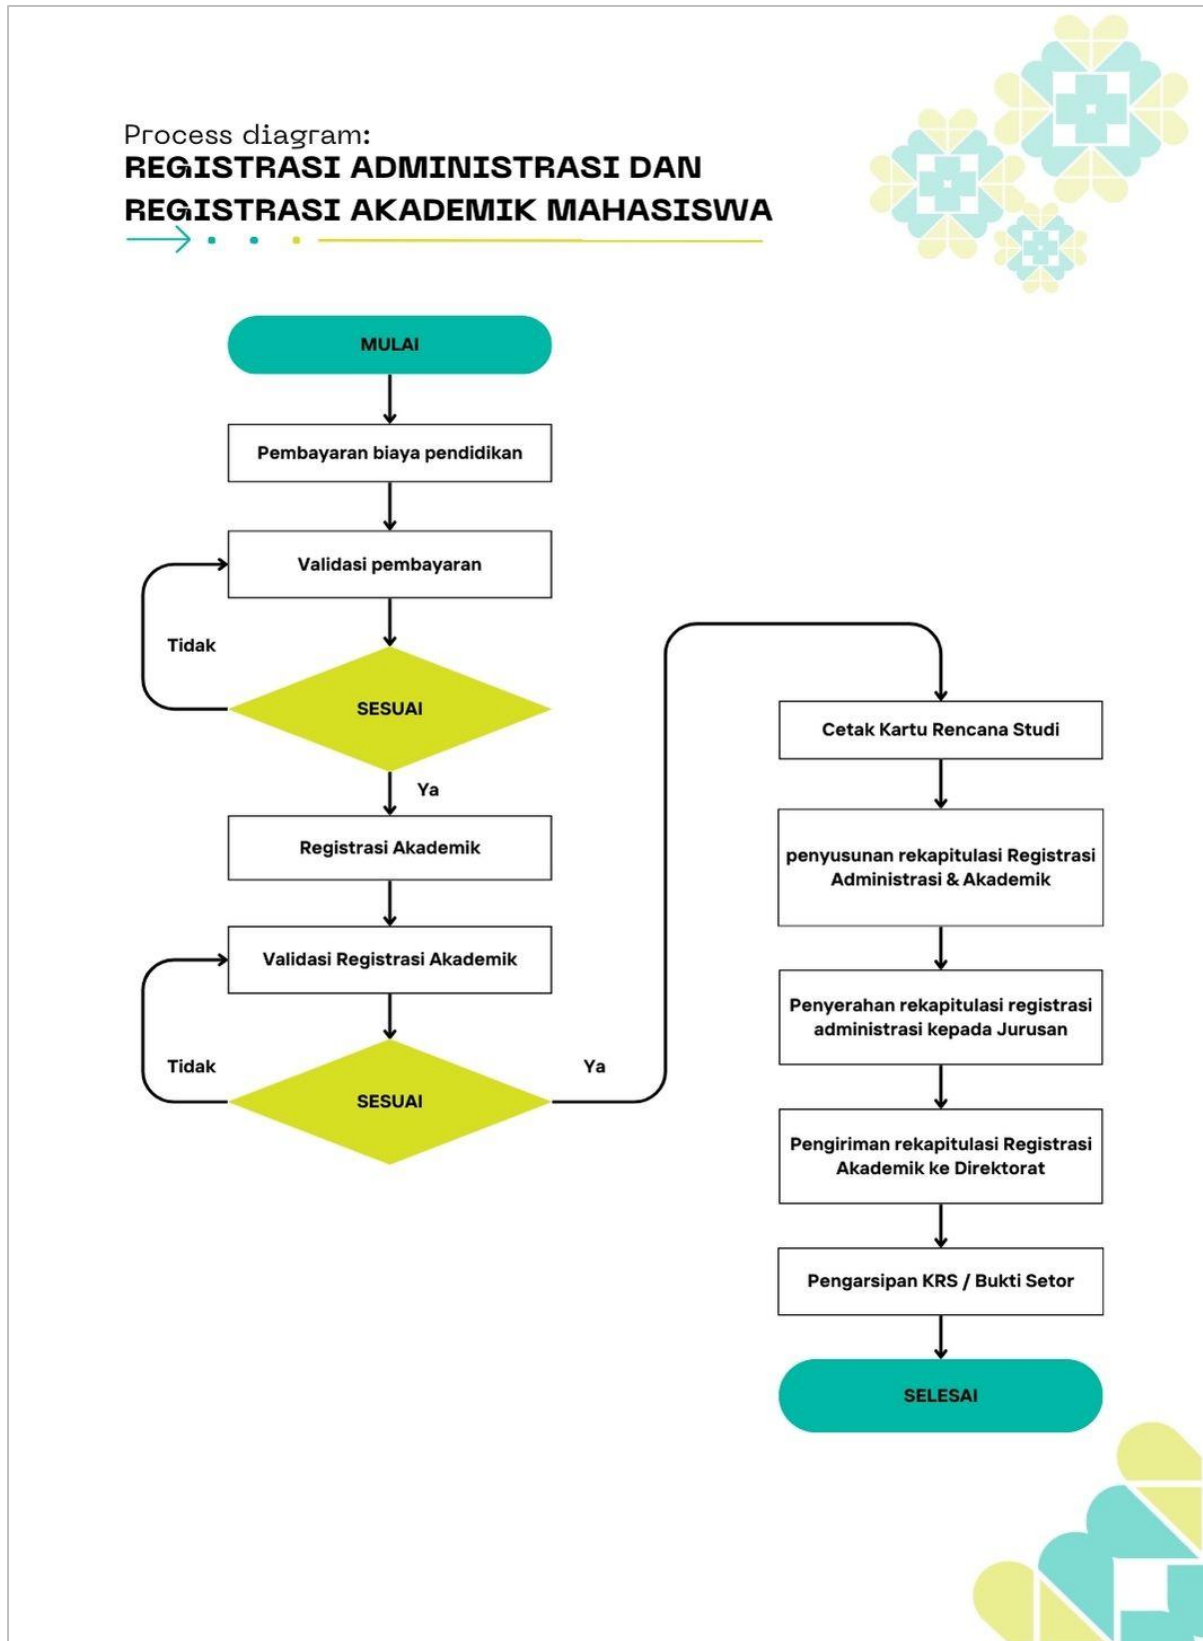 Process diagram:
REGISTRASI ADMINISTRASI DAN
REGISTRASI AKADEMIK MAHASISWA
MULAI
Pembayaran biaya pendidikan
Validasi pembayaran
Tidak
SESUAI
Ya
Registrasi Akademik
Validasi Registrasi Akademik
Tidak
SESUAI
Ya
Cetak Kartu Rencana Studi
penyusunan rekapitulasi Registrasi
Administrasi & Akademik
Penyerahan rekapitulasi registrasi
administrasi kepada Jurusan
Pengiriman rekapitulasi Registrasi
Akademik ke Direktorat
Pengarsipan KRS / Bukti Setor
SELESAI